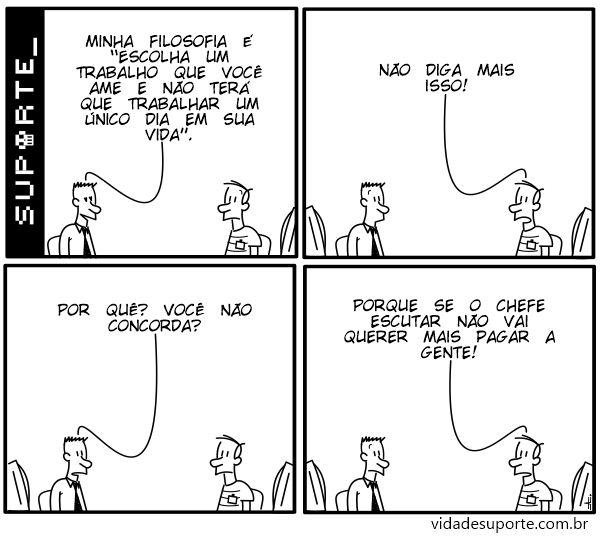 SUPORTE_
MINHA FILOSOFIA É
"ESCOLHA UM
TRABALHO QUE VOCÊ
AME E NÃO TERÁ
QUE TRABALHAR UM
ÚNICO DIA EM SUA
VIDA".
NÃO DIGA MAIS
ISSO!
POR QUÊ? VOCÊ NÃO
CONCORDA?
PORQUE SE O CHEFE
ESCUTAR NÃO VAI
QUERER MAIS PAGAR A
GENTE!
vidadesuporte.com.br